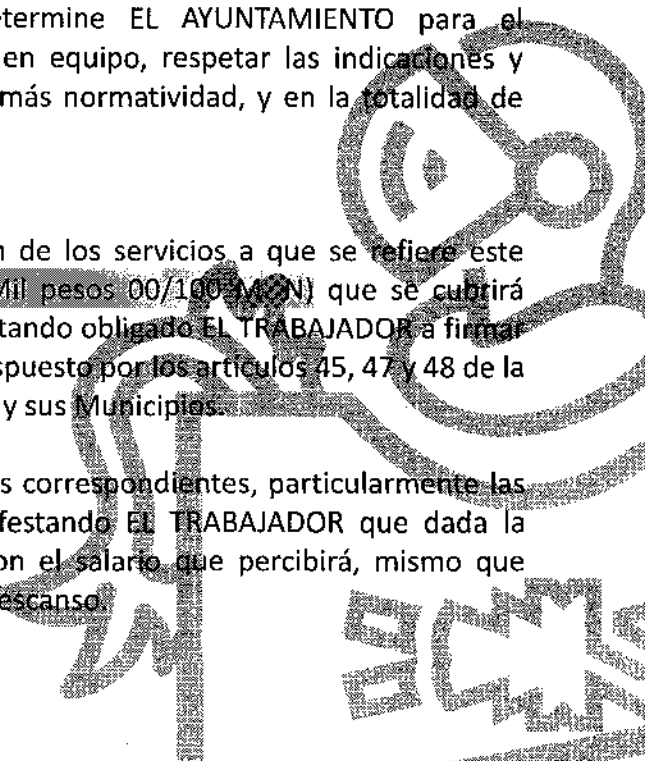 termine EL AYUNTAMIENTO para el
en equipo, respetar las indicaciones y
más normatividad, y en la totalidad de
n de los servicios a que se refiere este
Mil pesos 00/100 M.N) que se cubrirá
tando obligado EL TRABAJADOR a firmar
spuesto por los artículos 45, 47 y 48 de la
y sus Municipios.
s correspondientes, particularmente las
festando EL TRABAJADOR que dada la
on el salario que percibirá, mismo que
escanso.